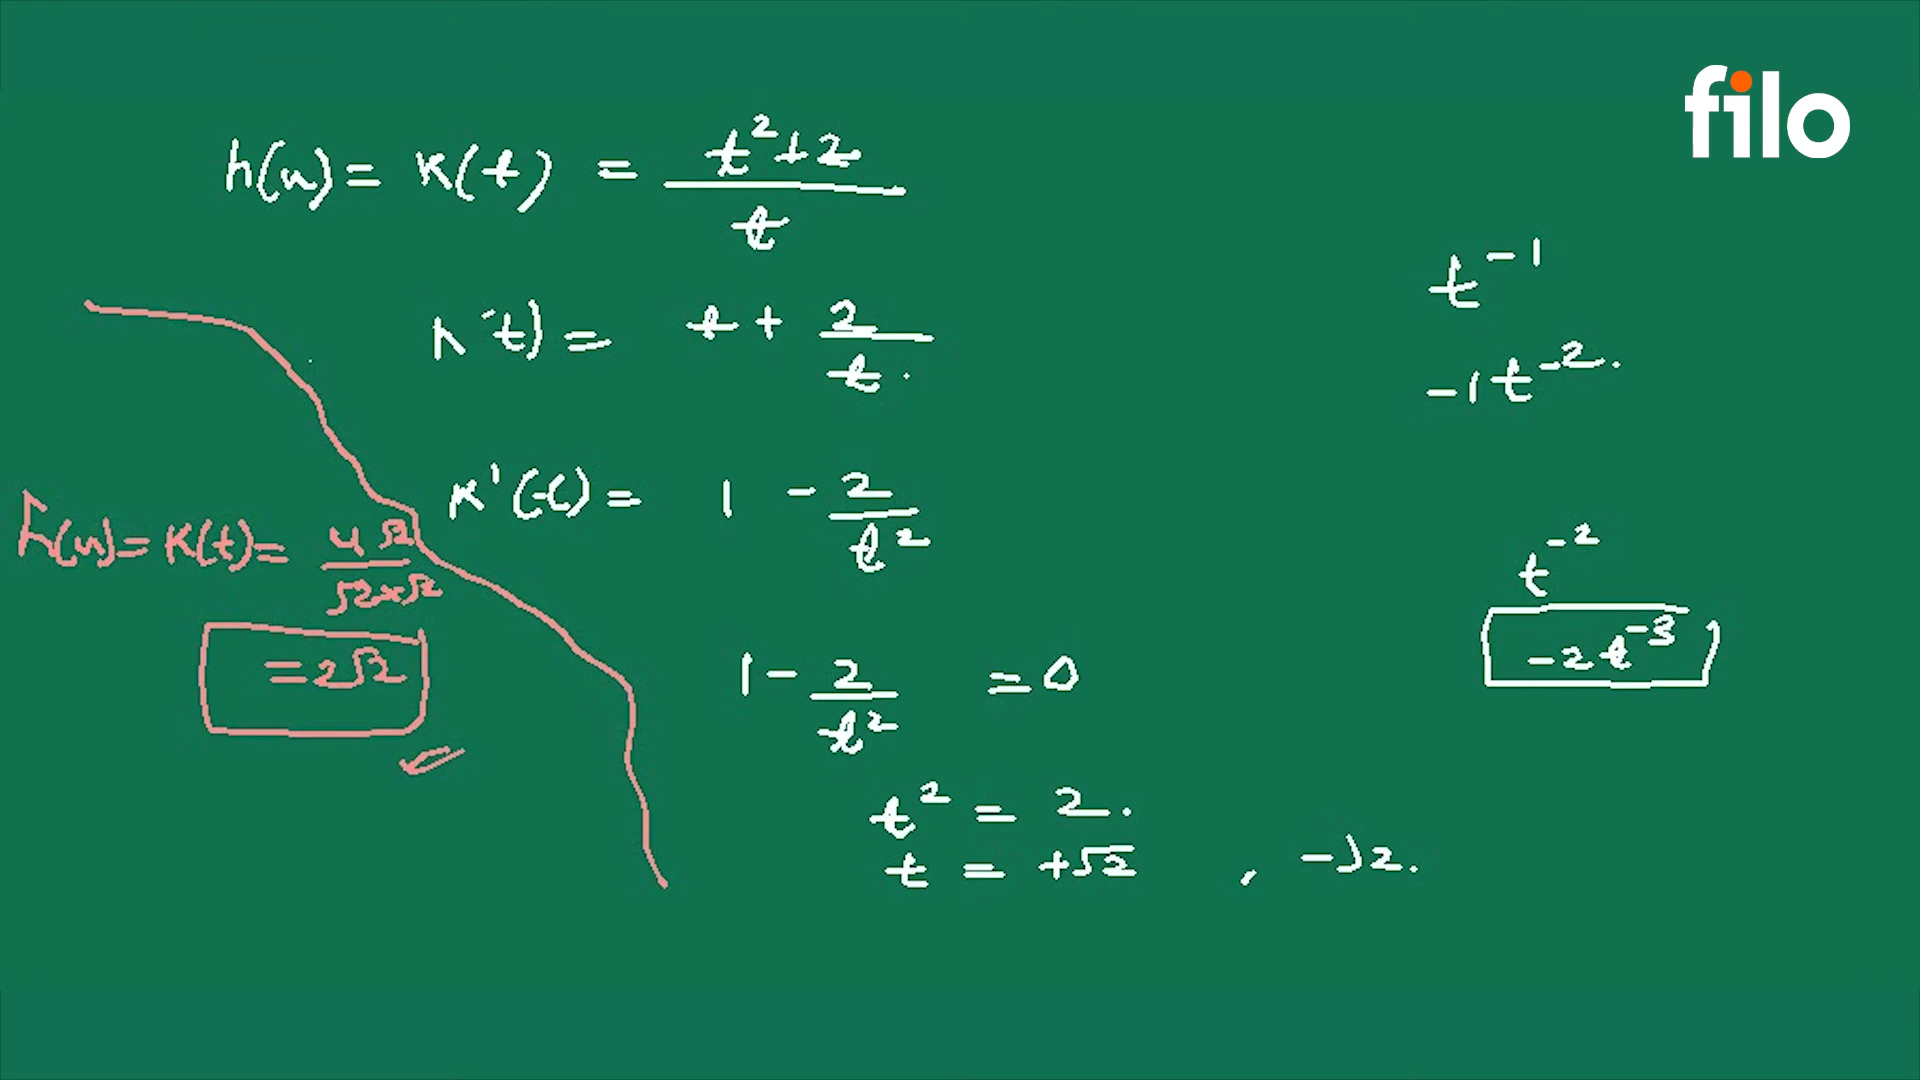 filo
h(x) = K(t) = (t²+2)/t
K(t) = t + 2/t.
K'(t) = 1 - 2/t²
1 - 2/t² = 0
t² = 2.
t = +√2 , -√2.
h(x) = K(t) = 4√2/√2×√2
= 2√2
t⁻¹
-1t⁻².
t⁻²
-2t⁻³